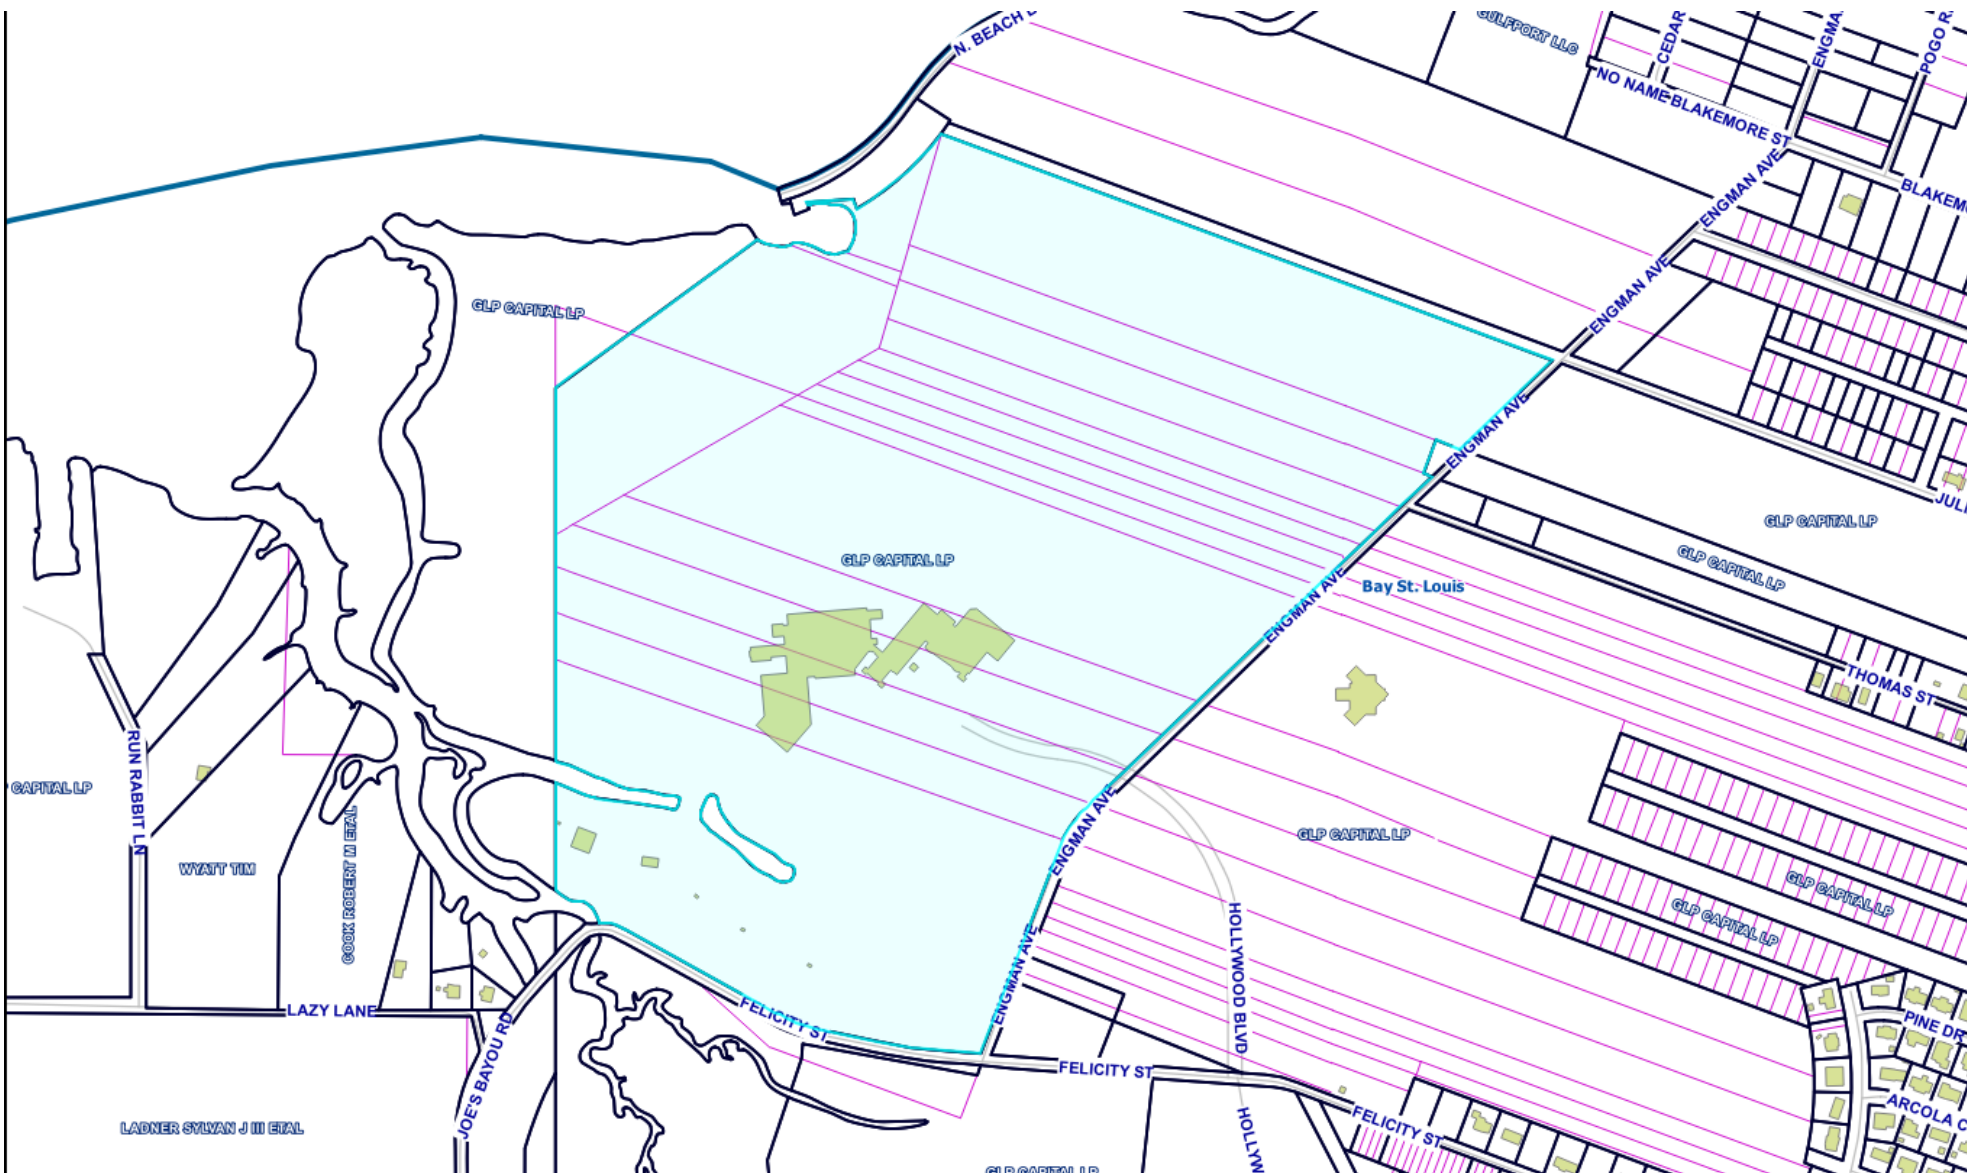 N. BEACH
GULFPORT LLC
CEDAR
ENGMA
POGO R
NO NAME
BLAKEMORE ST
ENGMAN AVE
BLAKEM
ENGMAN AVE
GLP CAPITAL LP
ENGMAN AVE
ENGMAN AVE
JULI
GLP CAPITAL LP
GLP CAPITAL LP
GLP CAPITAL LP
Bay St. Louis
ENGMAN AVE
THOMAS ST
RUN RABBIT LN
CAPITAL LP
ENGMAN AVE
GLP CAPITAL LP
WYATT TIM
COOK ROBERT M ETAL
GLP CAPITAL LP
GLP CAPITAL LP
HOLLYWOOD BLVD
ENGMAN AVE
LAZY LANE
FELICITY ST
PINE DR
JOE'S BAYOU RD
FELICITY ST
ARCOLA C
LADNER SYLVAN J III ETAL
HOLLYW
FELICITY ST
GLP CAPITAL LP